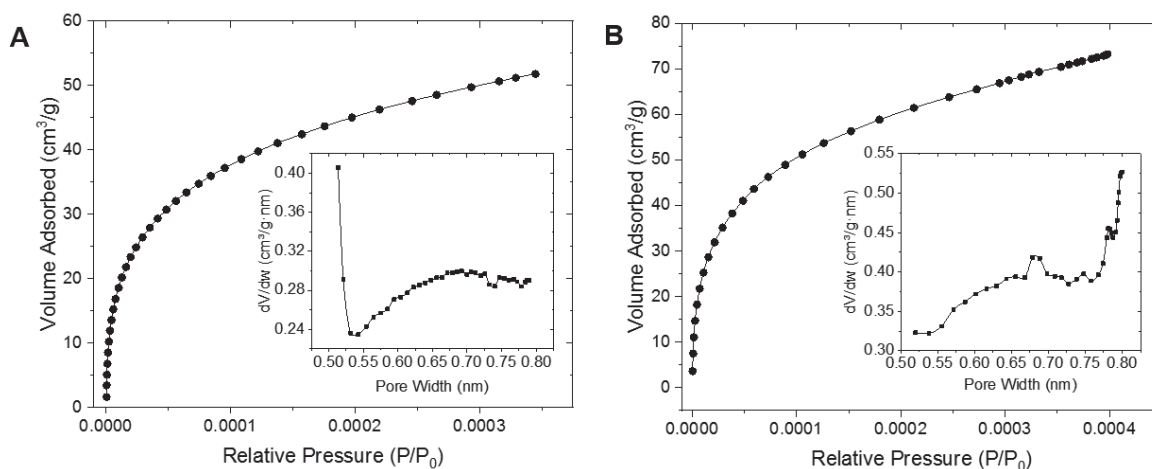 A
Volume Adsorbed (cm³/g)
60
50
40
30
20
10
0
0.0000 0.0001 0.0002 0.0003
Relative Pressure (P/P₀)
dV/dw (cm³/g·nm)
0.40
0.36
0.32
0.28
0.24
0.50 0.55 0.60 0.65 0.70 0.75 0.80
Pore Width (nm)
B
Volume Adsorbed (cm³/g)
80
70
60
50
40
30
20
10
0
0.0000 0.0001 0.0002 0.0003 0.0004
Relative Pressure (P/P₀)
dV/dw (cm³/g·nm)
0.55
0.50
0.45
0.40
0.35
0.30
0.50 0.55 0.60 0.65 0.70 0.75 0.80
Pore Width (nm)